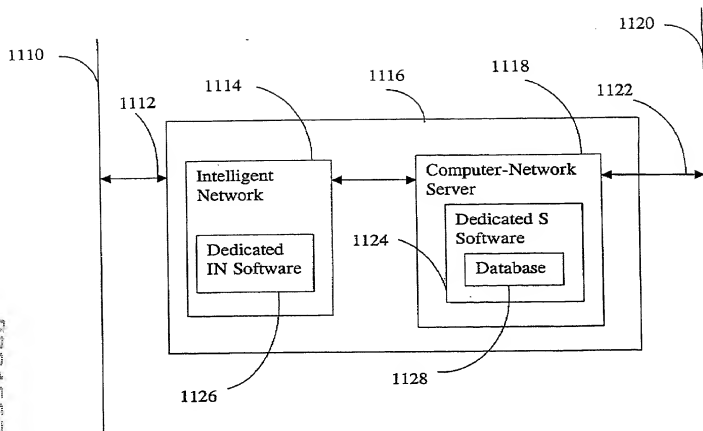 1120
1110
1114
1116
1118
1112
1122
Intelligent
Network
Computer-Network
Server
Dedicated S
Software
1124
Dedicated
IN Software
Database
1126
1128